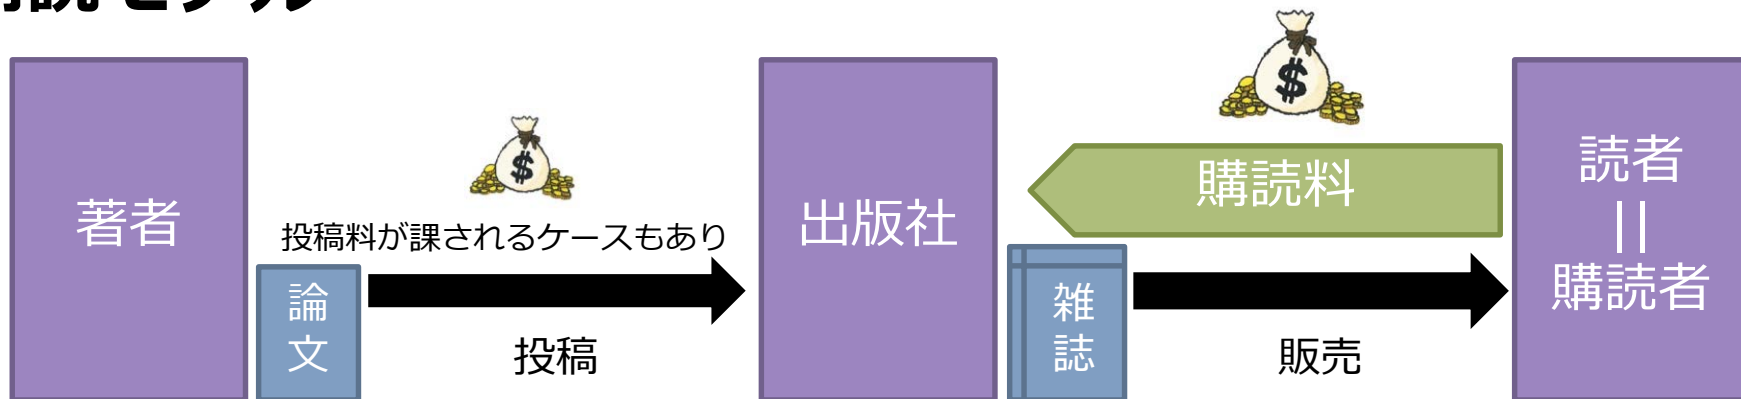 著者
投稿料が課されるケースもあり
論文
投稿
出版社
$
$
購読料
雑誌
販売
読者
||
購読者